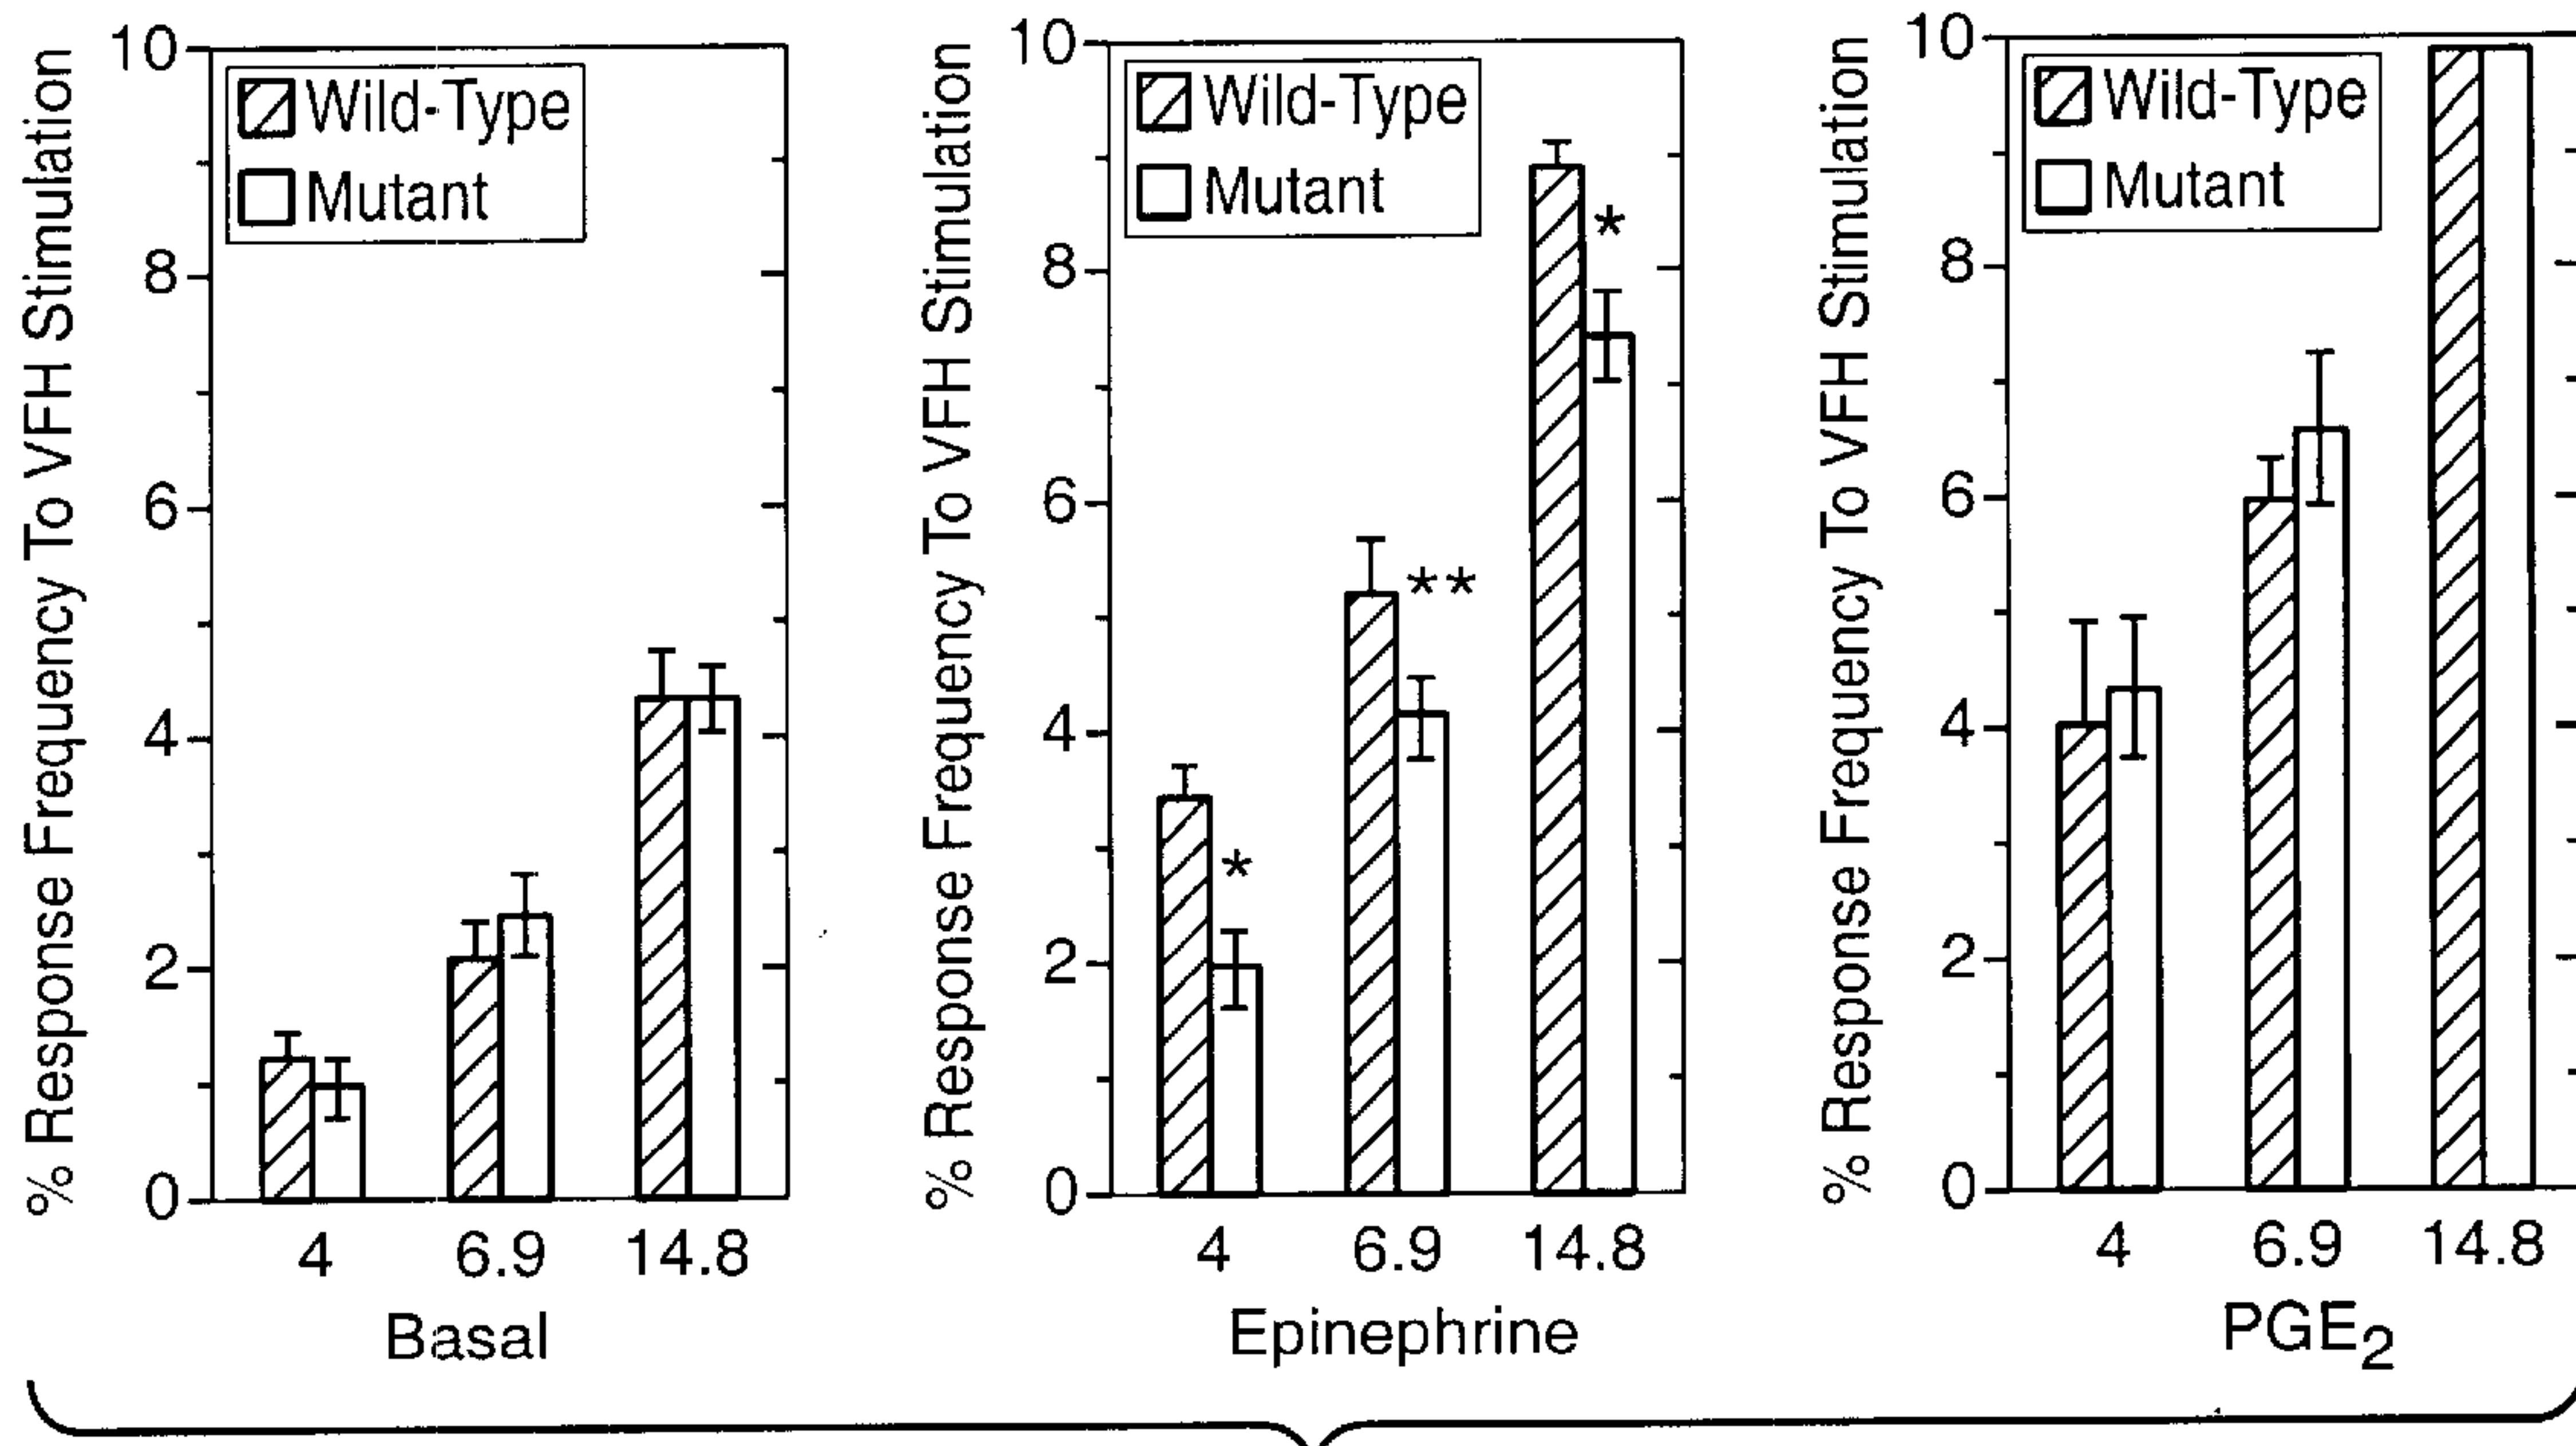 % Response Frequency To VFH Stimulation
10
8
6
4
2
0
Wild-Type
Mutant
4 6.9 14.8
Basal
% Response Frequency To VFH Stimulation
10
8
6
4
2
0
Wild-Type
Mutant
*
**
*
4 6.9 14.8
Epinephrine
% Response Frequency To VFH Stimulation
10
8
6
4
2
0
Wild-Type
Mutant
4 6.9 14.8
PGE2